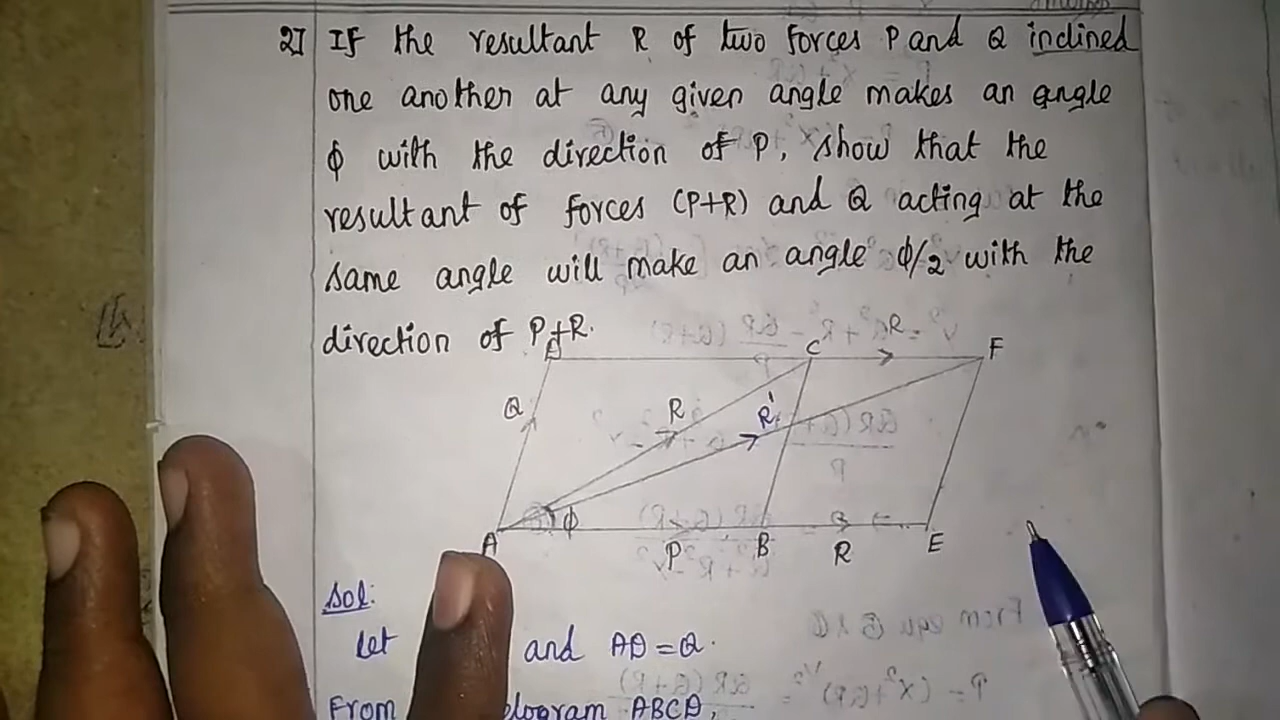 27 If the resultant R of two forces P and Q inclined
one another at any given angle makes an angle
ϕ with the direction of P, show that the
resultant of forces (P+R) and Q acting at the
same angle will make an angle ϕ/2 with the
direction of P+R.
D C R F
Q R R'
A ϕ P B R E
Sol:
let and AD = Q.
From ABCD,